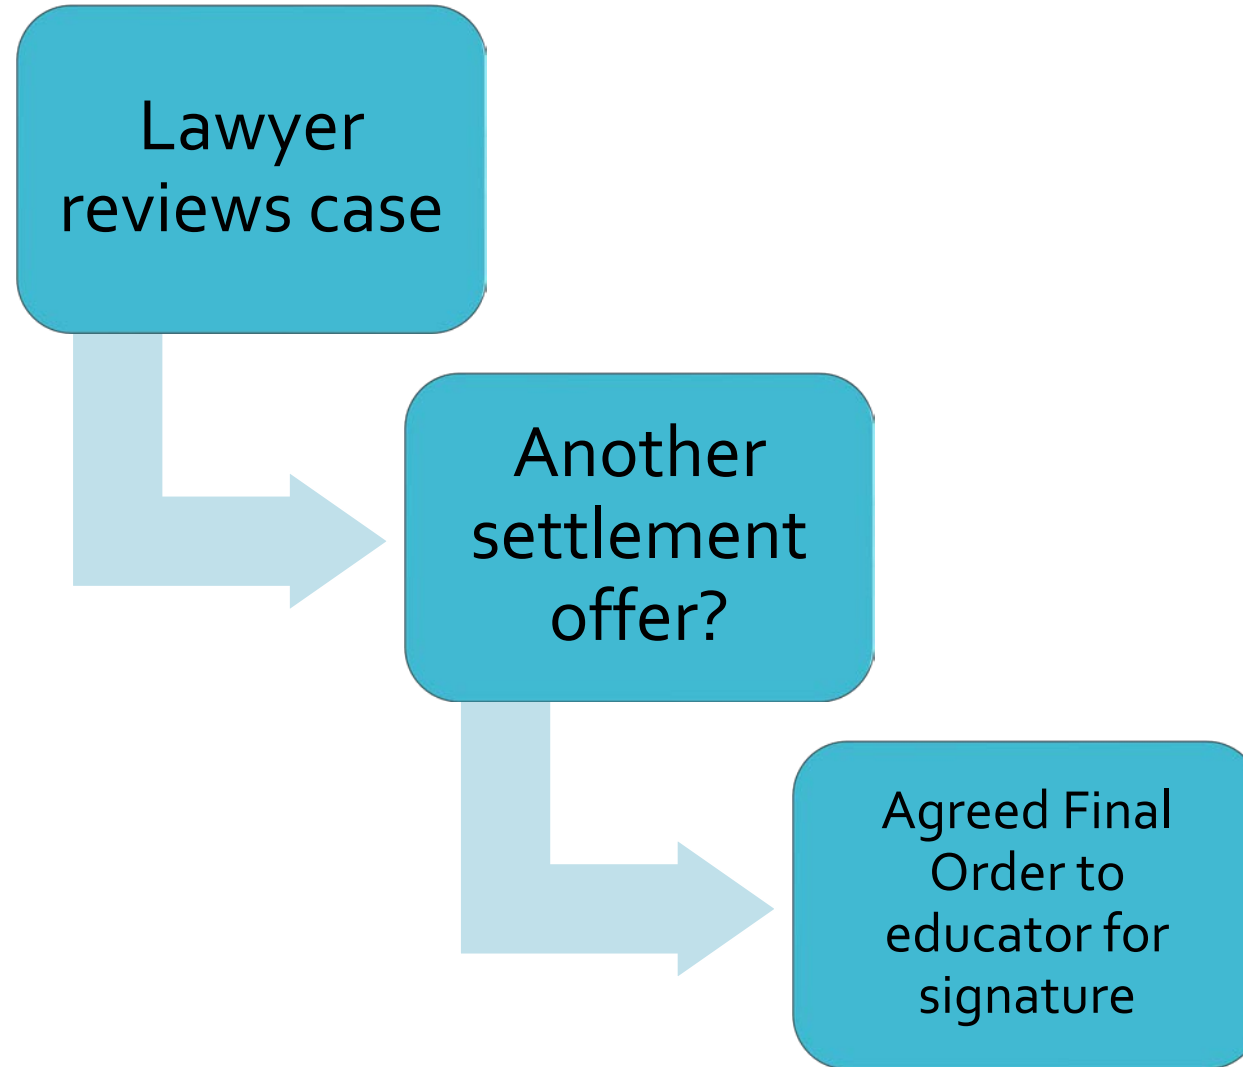 Lawyer
reviews case
Another
settlement
offer?
Agreed Final
Order to
educator for
signature